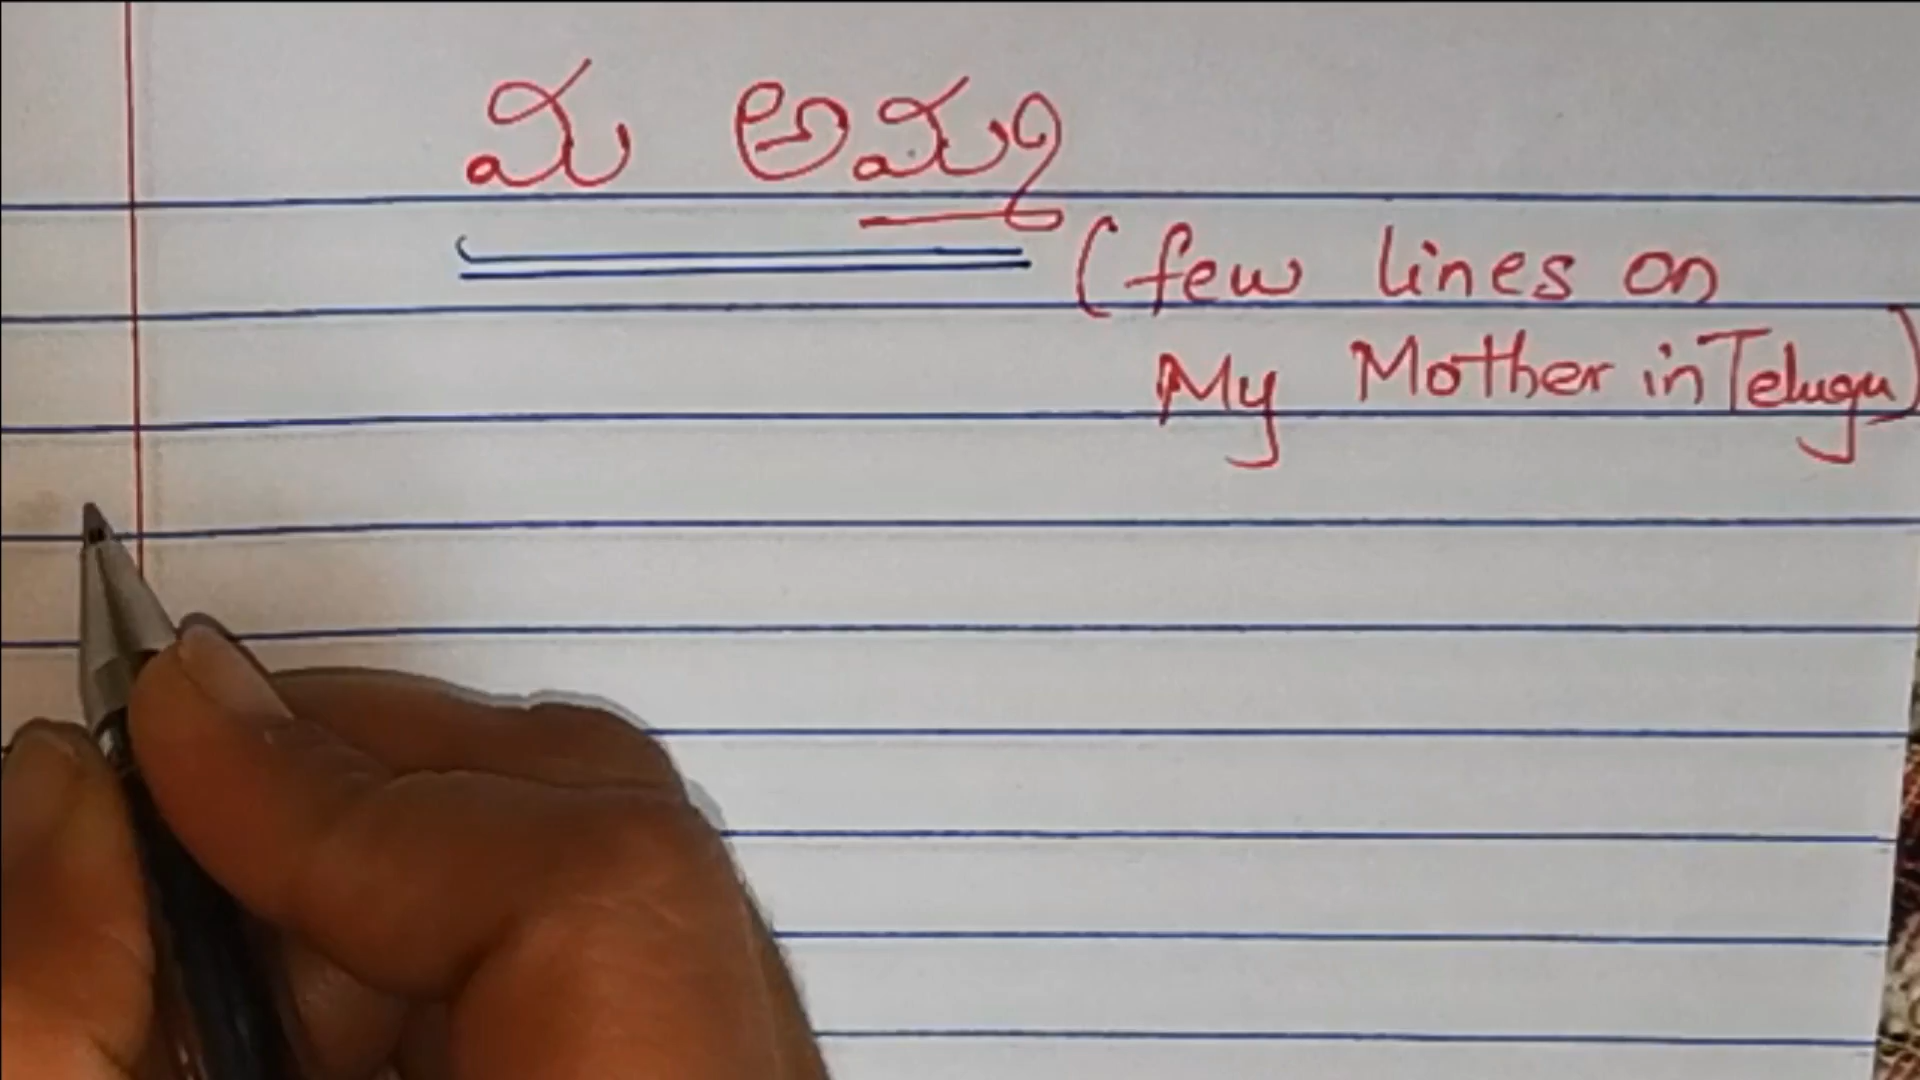 మ అమ్మ
(few lines on
My Mother in Telugu)